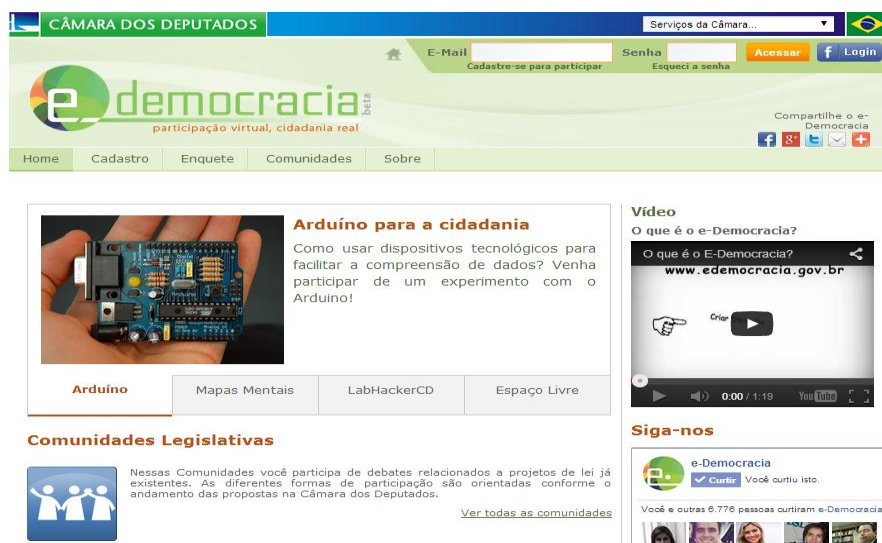 CÂMARA DOS DEPUTADOS
Serviços da Câmara...
E-Mail
Senha
Acessar
f Login
Cadastre-se para participar
Esqueci a senha
e_democracia beta
participação virtual, cidadania real
Compartilhe o e-
Democracia
Home
Cadastro
Enquete
Comunidades
Sobre
Arduíno para a cidadania
Como usar dispositivos tecnológicos para
facilitar a compreensão de dados? Venha
participar de um experimento com o
Arduino!
Arduíno
Mapas Mentais
LabHackerCD
Espaço Livre
Comunidades Legislativas
Nessas Comunidades você participa de debates relacionados a projetos de lei já
existentes. As diferentes formas de participação são orientadas conforme o
andamento das propostas na Câmara dos Deputados.
Ver todas as comunidades
Vídeo
O que é o e-Democracia?
O que é o E-Democracia?
www.edemocracia.gov.br
Criar
0:00 / 1:19
YouTube
Siga-nos
e-Democracia
Curtir
Você curtiu isto.
Você e outras 6.776 pessoas curtiram e-Democracia